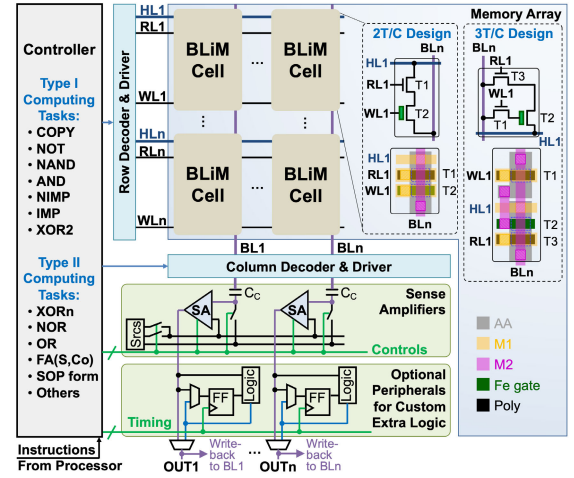 Controller
Type I
Computing
Tasks:
• COPY
• NOT
• NAND
• AND
• NIMP
• IMP
• XOR2
Type II
Computing
Tasks:
• XORn
• NOR
• OR
• FA(S,Co)
• SOP form
• Others
Instructions
From Processor
Row Decoder & Driver
HL1
RL1
WL1
HLn
RLn
WLn
BLiM
Cell
...
BLiM
Cell
...
...
BLiM
Cell
...
BLiM
Cell
BL1
BLn
Memory Array
2T/C Design
BLn
HL1
RL1
T1
WL1
T2
HL1
RL1
T1
WL1
T2
BLn
3T/C Design
BLn
RL1
T3
WL1
T1
T2
HL1
WL1
T1
HL1
T2
RL1
T3
BLn
AA
M1
M2
Fe gate
Poly
Column Decoder & Driver
Sense
Amplifiers
CC
SA
CC
SA
Srcs
Controls
Optional
Peripherals
for Custom
Extra Logic
Logic
FF
Logic
FF
Timing
Write-
back
to BL1
OUT1
...
Write-
back
to BLn
OUTn